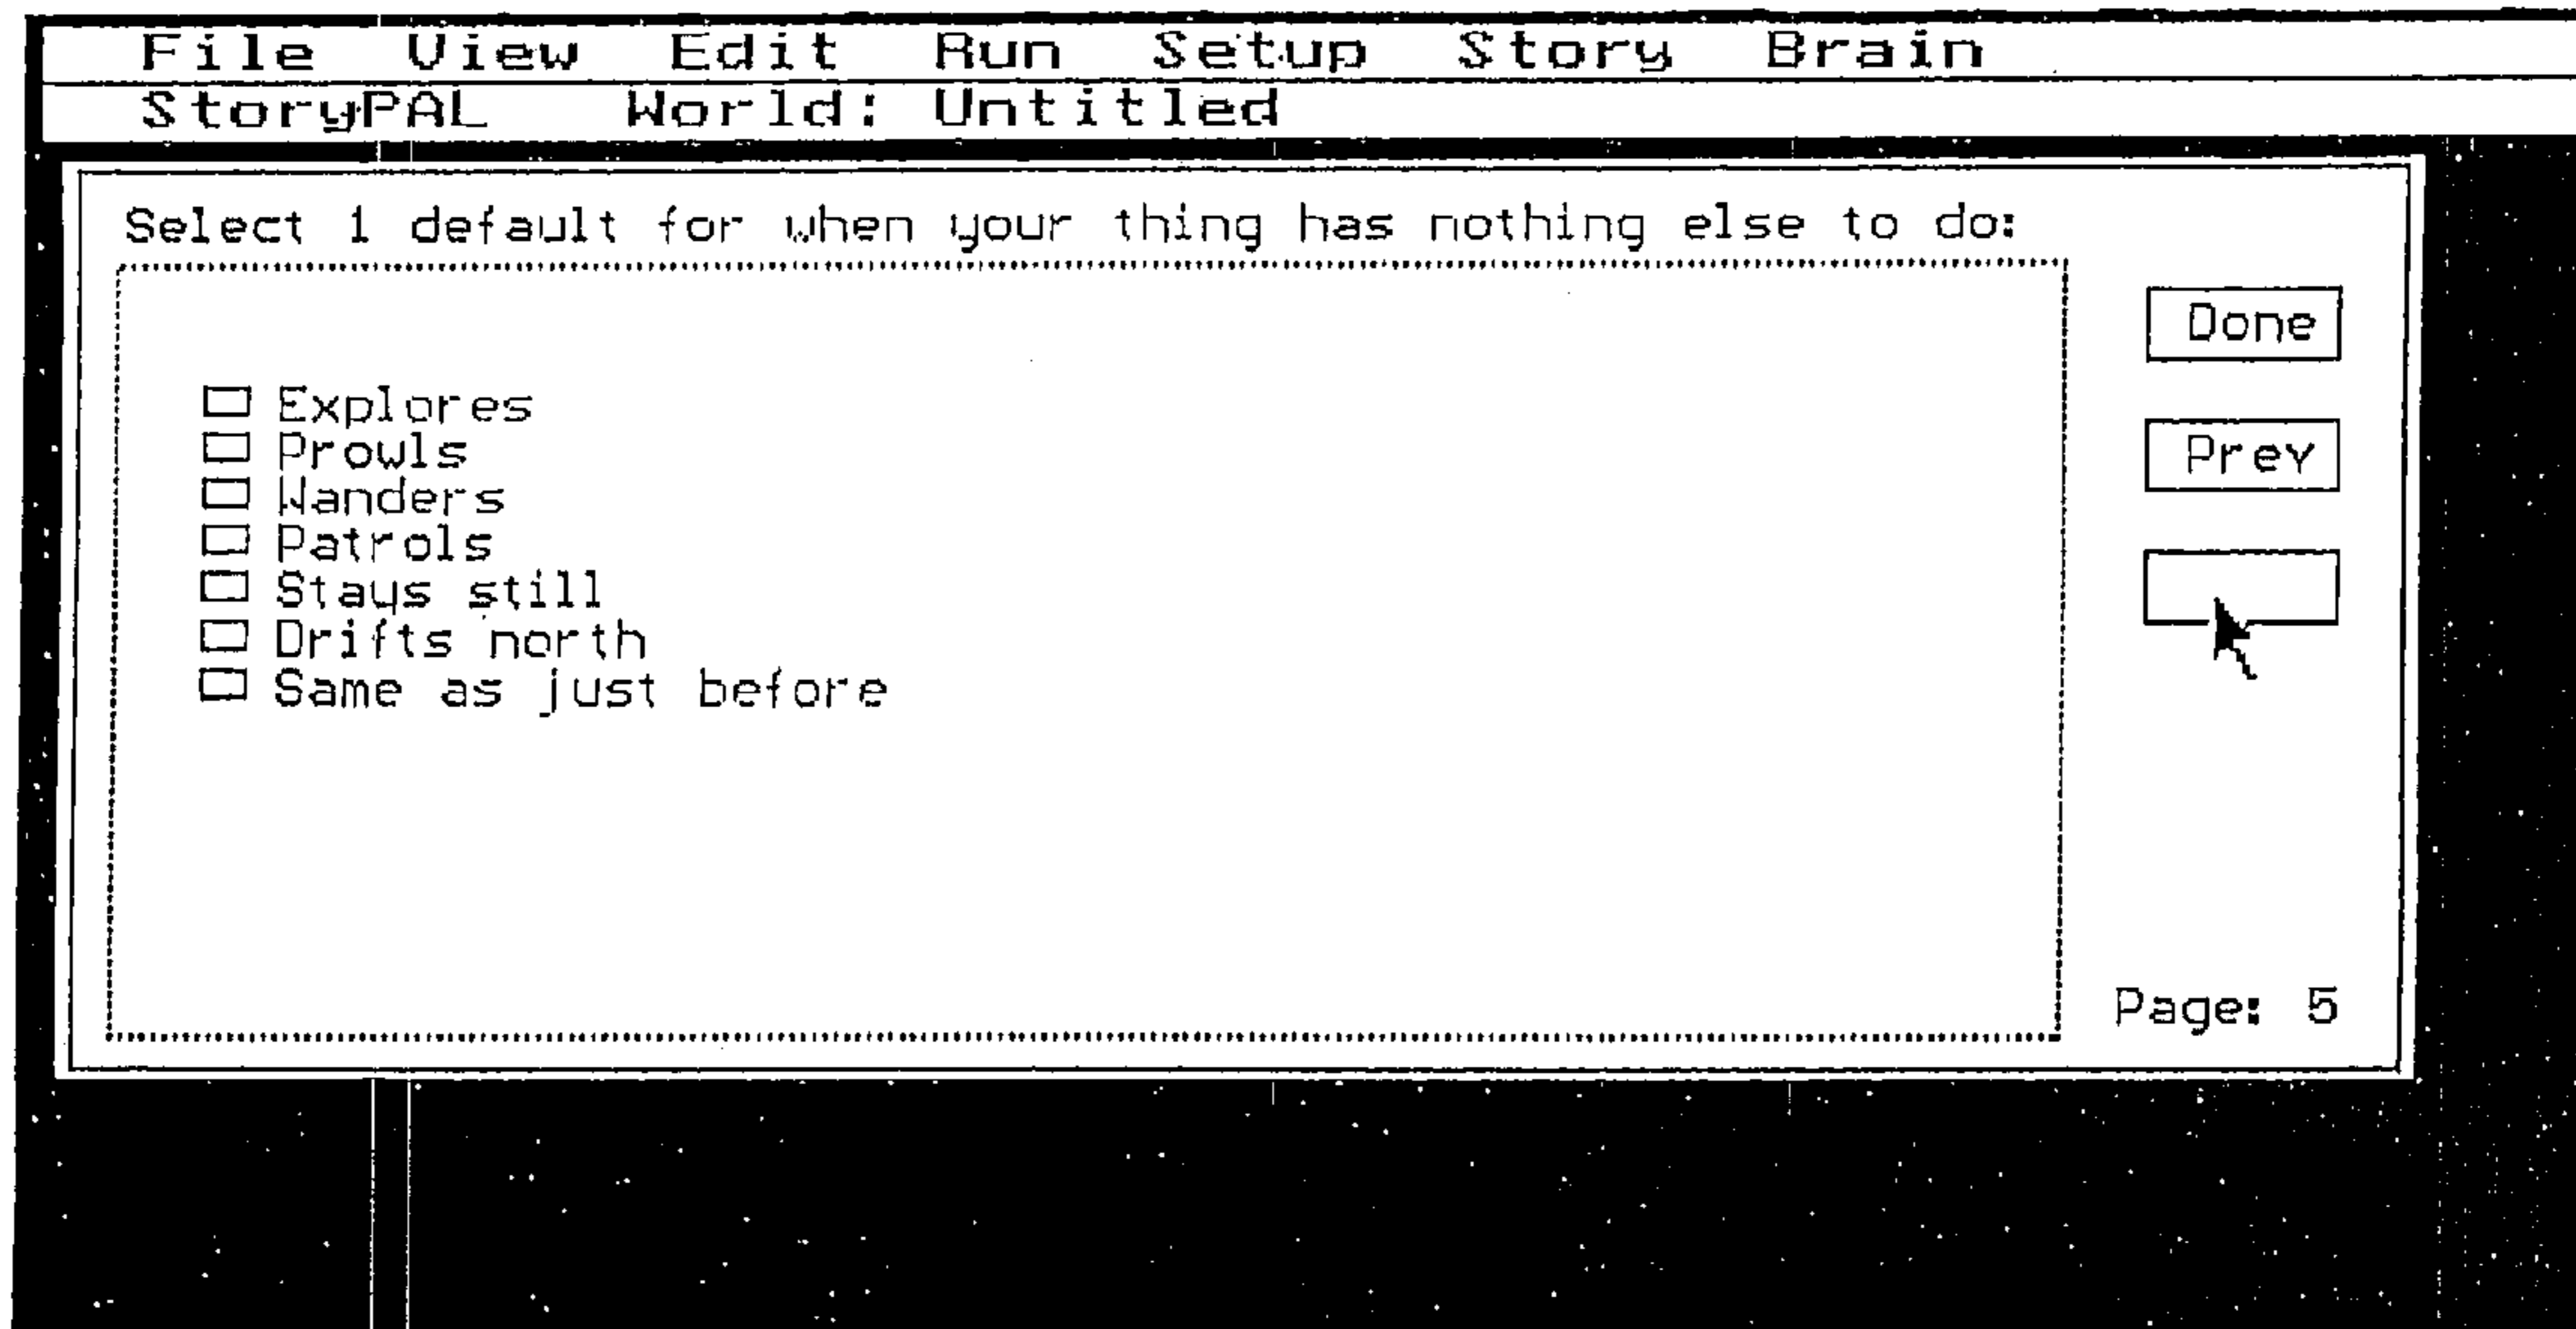 File View Edit Run Setup Story Brain
StoryPAL World: Untitled
Select 1 default for when your thing has nothing else to do:
Explores
Prowls
Wanders
Patrols
Stays still
Drifts north
Same as just before
Done
Prev
Page: 5